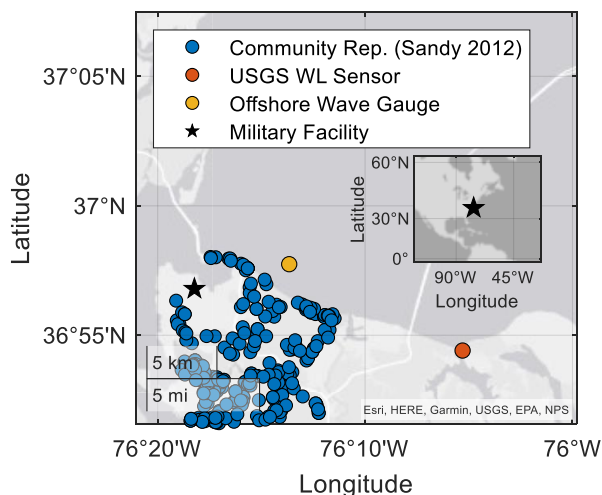 Community Rep. (Sandy 2012)
USGS WL Sensor
Offshore Wave Gauge
Military Facility
37°05'N
37°N
36°55'N
Latitude
60°N
30°N
0°
Latitude
90°W 45°W
Longitude
5 km
5 mi
Esri, HERE, Garmin, USGS, EPA, NPS
76°20'W 76°10'W 76°W
Longitude